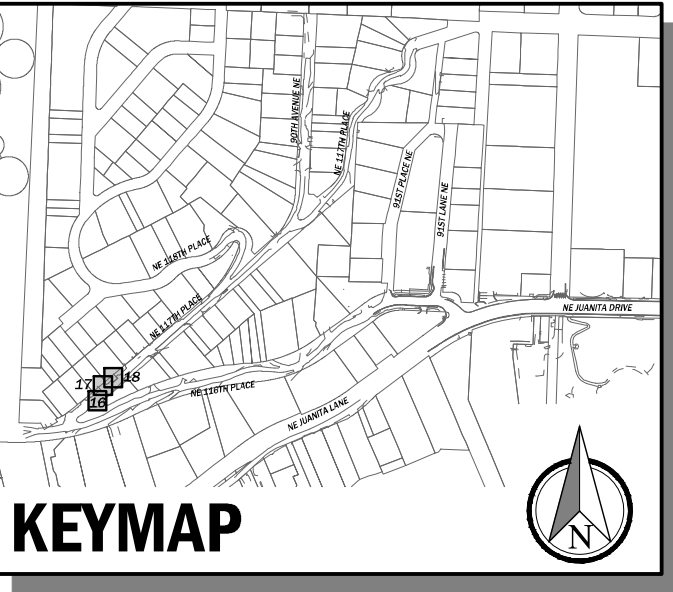 90TH AVENUE NE
NE 117TH PLACE
91ST PLACE NE
91ST LANE NE
NE 118TH PLACE
NE 117TH PLACE
NE JUANITA DRIVE
17
18
16
NE 116TH PLACE
NE JUANITA LANE
KEYMAP
N